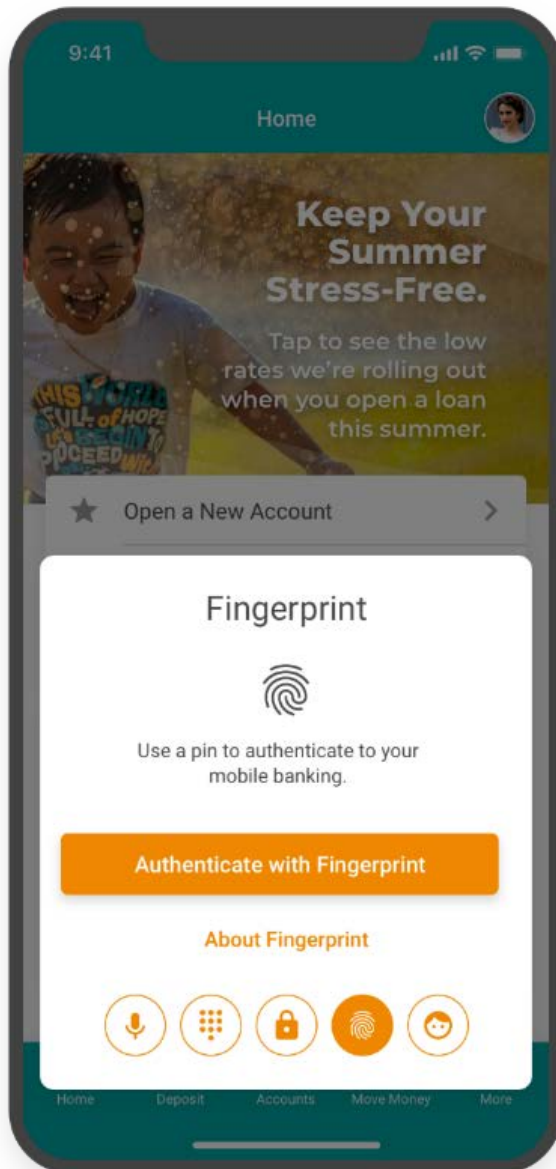 9:41
Home
Keep Your
Summer
Stress-Free.
Tap to see the low
rates we're rolling out
when you open a loan
this summer.
THIS WORLD
FULL of HOPE
BEGIN
PROCEED
Open a New Account
Fingerprint
Use a pin to authenticate to your
mobile banking.
Authenticate with Fingerprint
About Fingerprint
Home Deposit Accounts Move Money More